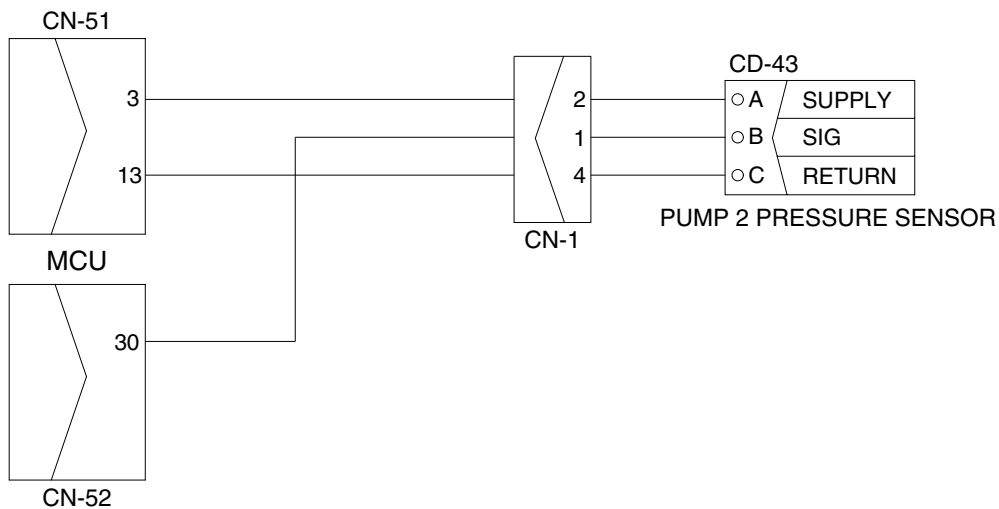 CN-51
3
13
MCU
30
CN-52
2
1
4
CN-1
CD-43
A SUPPLY
B SIG
C RETURN
PUMP 2 PRESSURE SENSOR